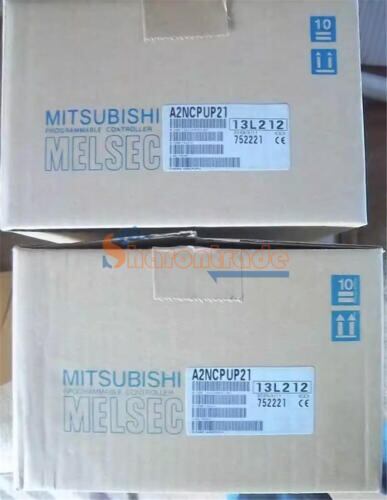 10
MITSUBISHI
PROGRAMMABLE CONTROLLER
MELSEC
A2NCPUP21
13L212
752221 CE
Sharontrade
10
MITSUBISHI
PROGRAMMABLE CONTROLLER
MELSEC
A2NCPUP21
13L212
752221 CE